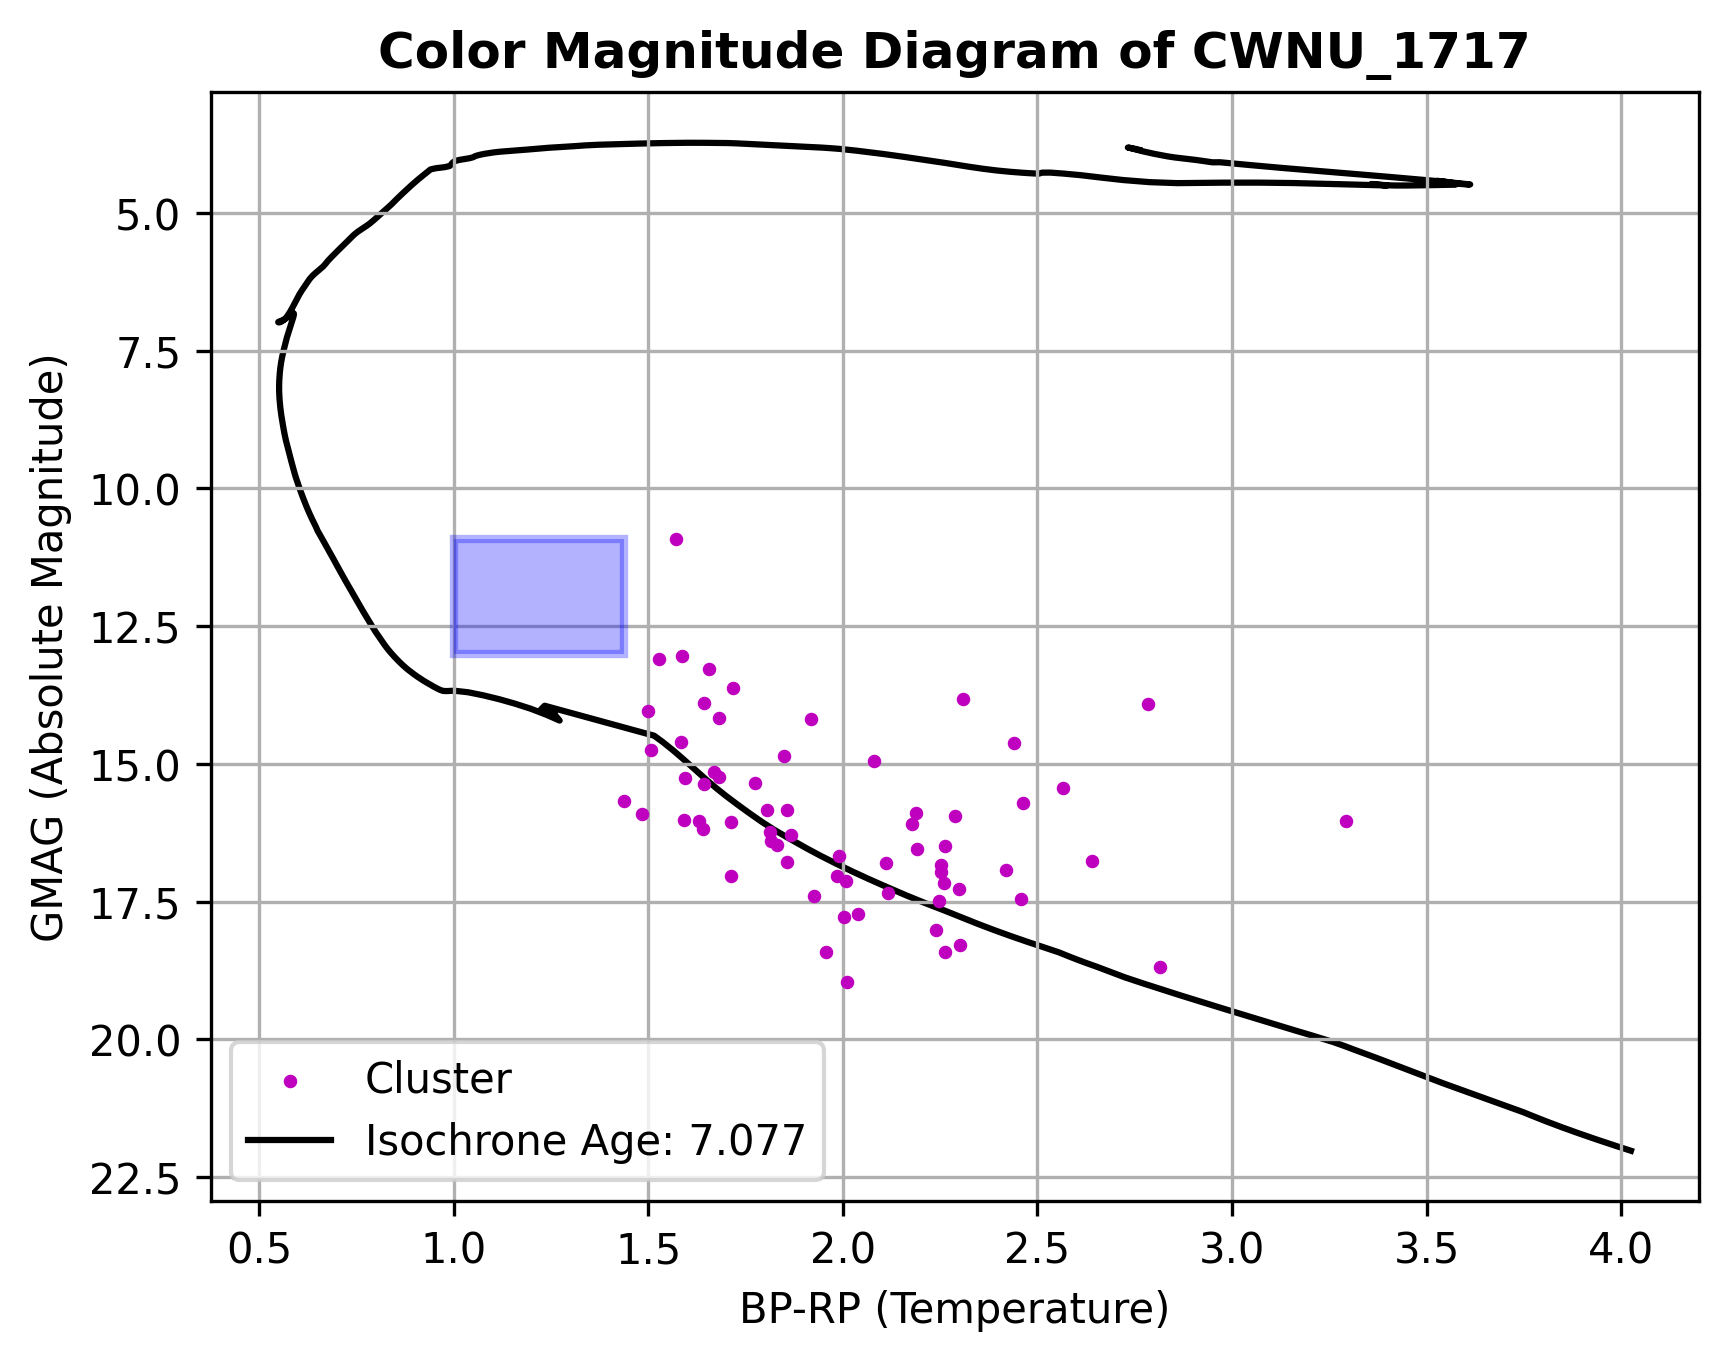 Color Magnitude Diagram of CWNU_1717
GMAG (Absolute Magnitude)
5.0
7.5
10.0
12.5
15.0
17.5
20.0
22.5
Cluster
Isochrone Age: 7.077
0.5 1.0 1.5 2.0 2.5 3.0 3.5 4.0
BP-RP (Temperature)